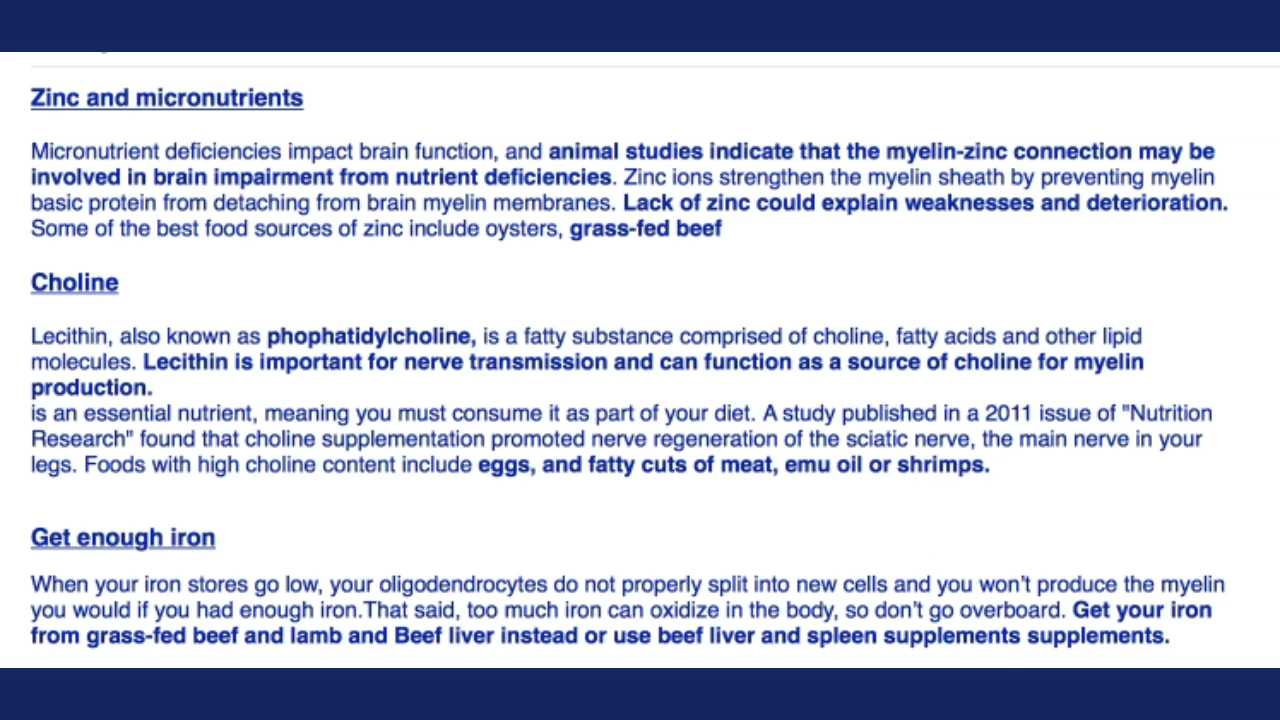 Zinc and micronutrients
Micronutrient deficiencies impact brain function, and animal studies indicate that the myelin-zinc connection may be
involved in brain impairment from nutrient deficiencies. Zinc ions strengthen the myelin sheath by preventing myelin
basic protein from detaching from brain myelin membranes. Lack of zinc could explain weaknesses and deterioration.
Some of the best food sources of zinc include oysters, grass-fed beef
Choline
Lecithin, also known as phophatidylcholine, is a fatty substance comprised of choline, fatty acids and other lipid
molecules. Lecithin is important for nerve transmission and can function as a source of choline for myelin
production.
is an essential nutrient, meaning you must consume it as part of your diet. A study published in a 2011 issue of "Nutrition
Research" found that choline supplementation promoted nerve regeneration of the sciatic nerve, the main nerve in your
legs. Foods with high choline content include eggs, and fatty cuts of meat, emu oil or shrimps.
Get enough iron
When your iron stores go low, your oligodendrocytes do not properly split into new cells and you won't produce the myelin
you would if you had enough iron.That said, too much iron can oxidize in the body, so don't go overboard. Get your iron
from grass-fed beef and lamb and Beef liver instead or use beef liver and spleen supplements supplements.